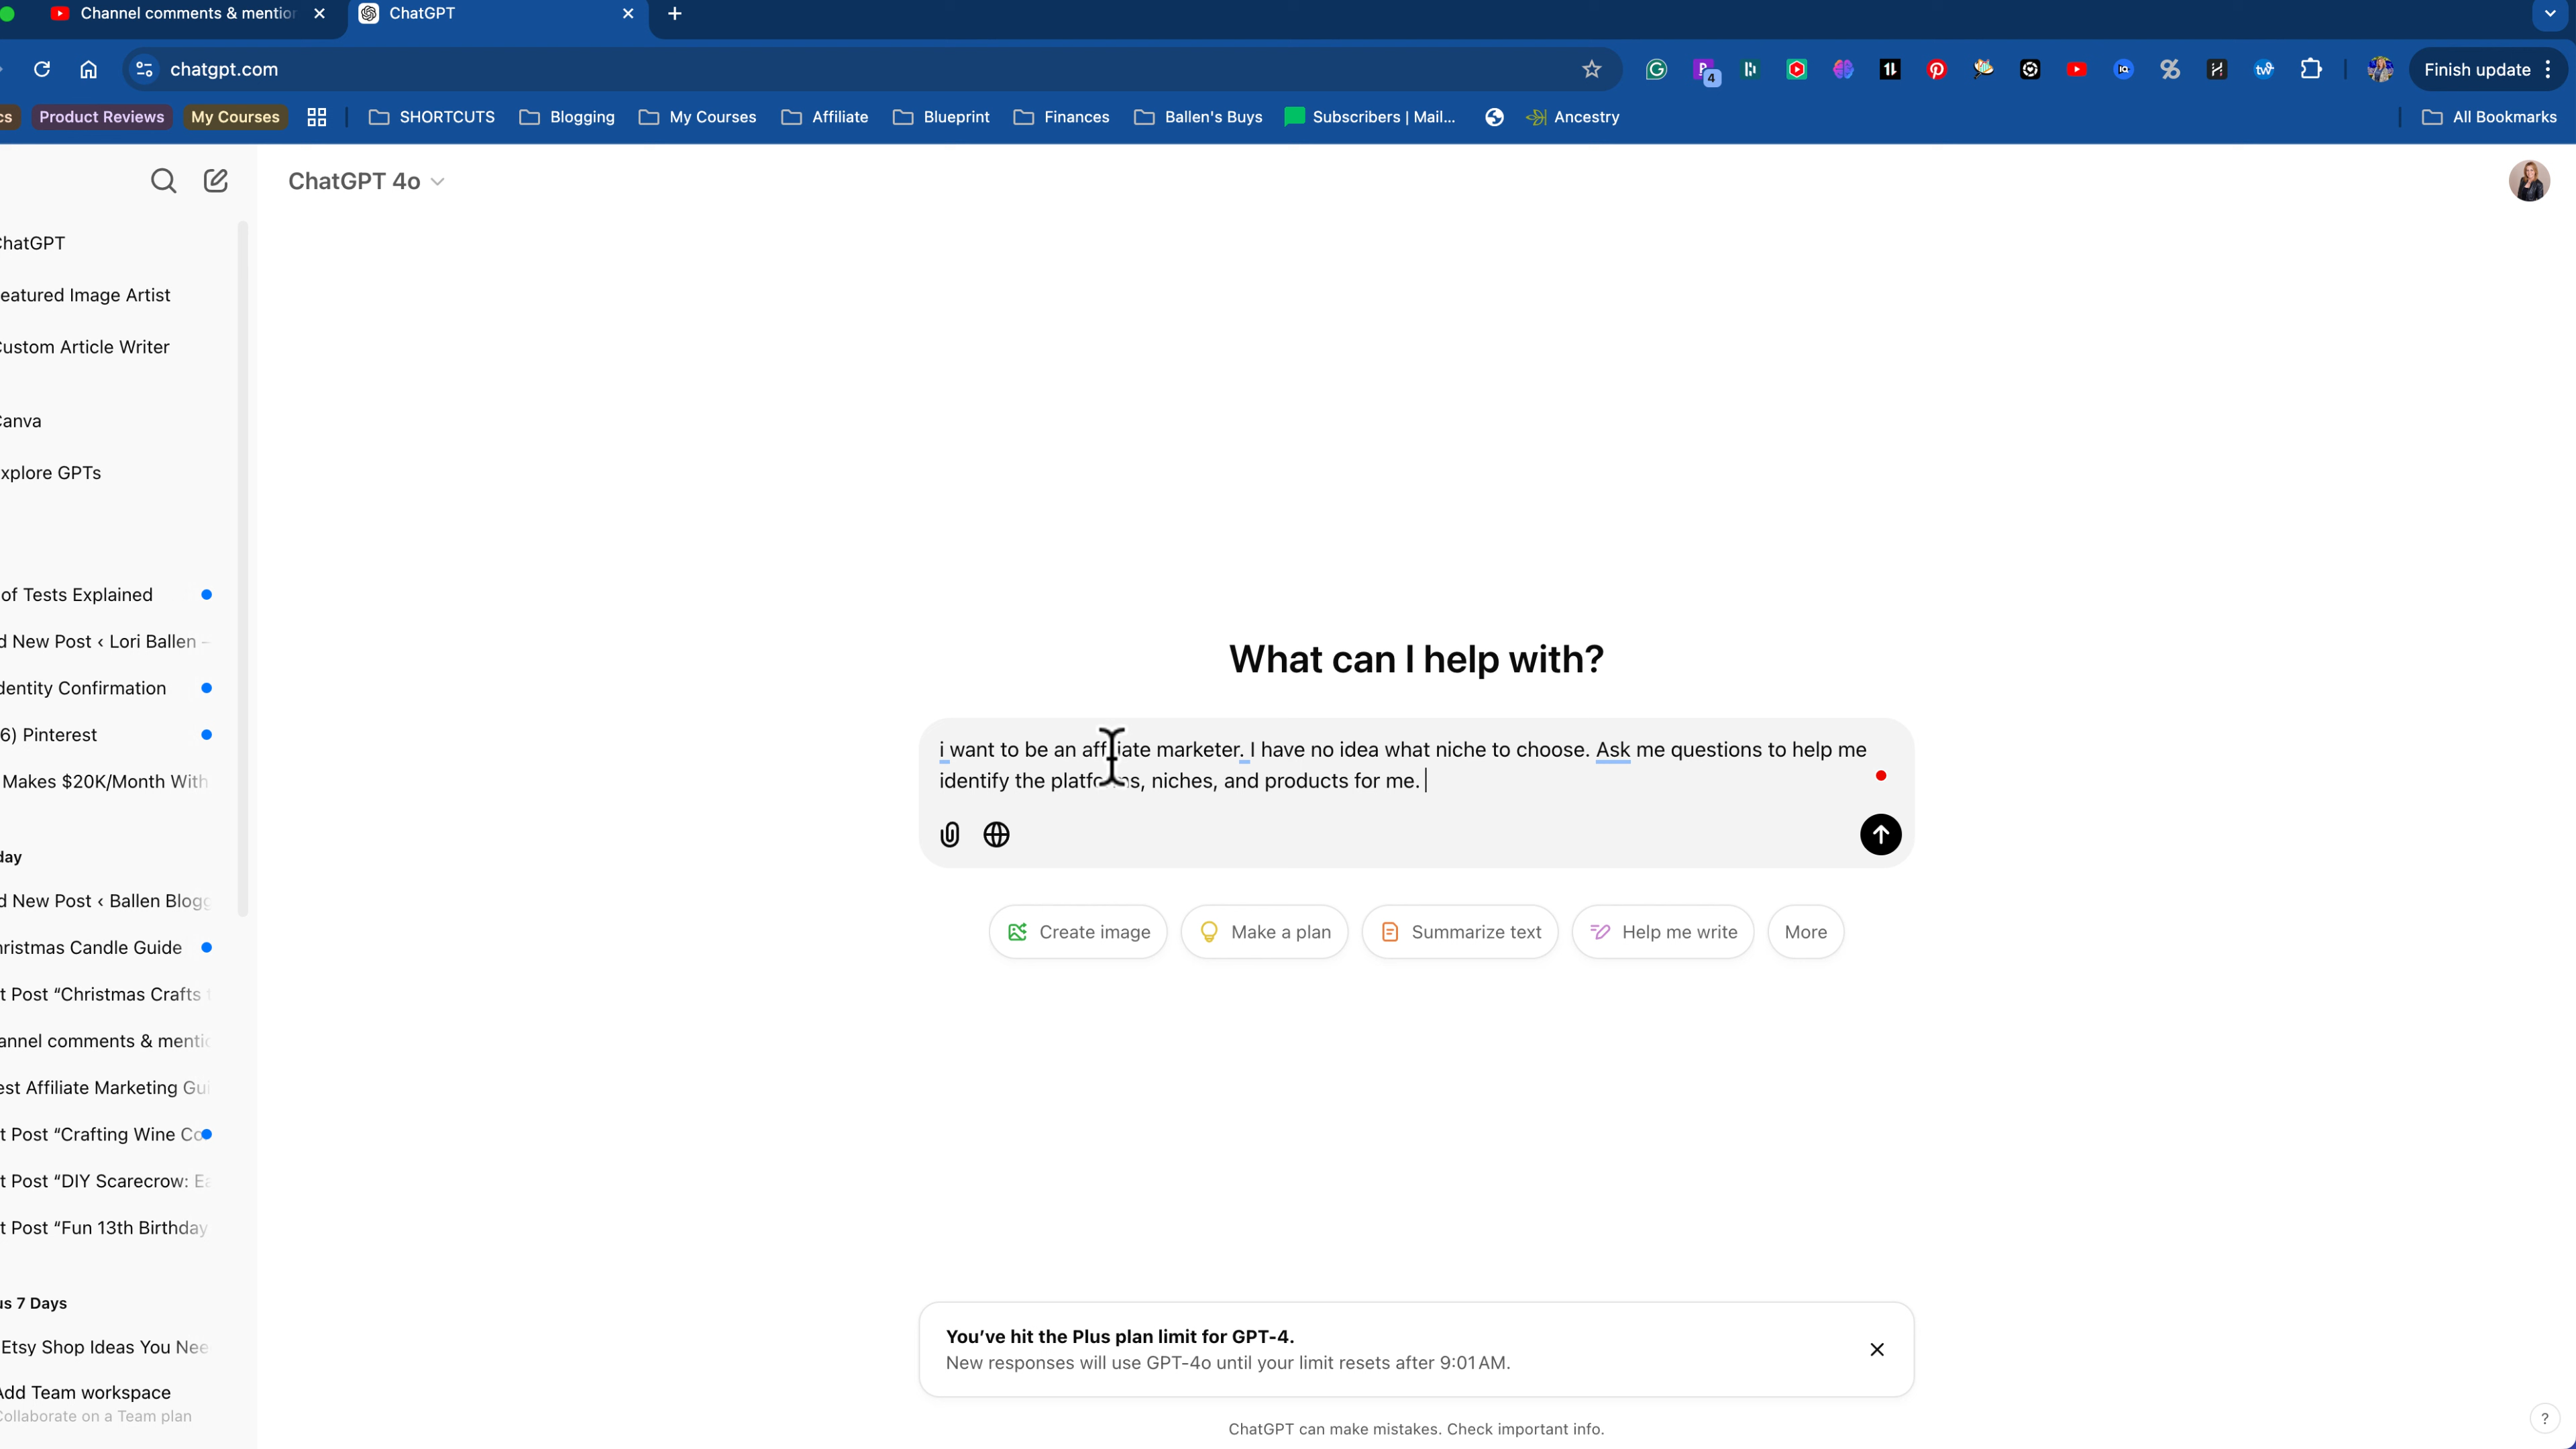 Channel comments & mention
ChatGPT
chatgpt.com
4
Finish update
cs
Product Reviews
My Courses
SHORTCUTS
Blogging
My Courses
Affiliate
Blueprint
Finances
Ballen's Buys
Subscribers | Mail...
Ancestry
All Bookmarks
ChatGPT 4o
ChatGPT
eatured Image Artist
Custom Article Writer
Canva
xplore GPTs
of Tests Explained
d New Post ‹ Lori Ballen –
dentity Confirmation
6) Pinterest
Makes $20K/Month With
day
d New Post ‹ Ballen Blogg
hristmas Candle Guide
t Post “Christmas Crafts
annel comments & mentio
est Affiliate Marketing Gui
t Post “Crafting Wine Co
t Post “DIY Scarecrow: Ea
t Post “Fun 13th Birthday
us 7 Days
Etsy Shop Ideas You Nee
Add Team workspace
Collaborate on a Team plan
What can I help with?
i want to be an affiliate marketer. I have no idea what niche to choose. Ask me questions to help me
identify the platforms, niches, and products for me.
Create image
Make a plan
Summarize text
Help me write
More
You’ve hit the Plus plan limit for GPT-4.
New responses will use GPT-4o until your limit resets after 9:01 AM.
ChatGPT can make mistakes. Check important info.
?